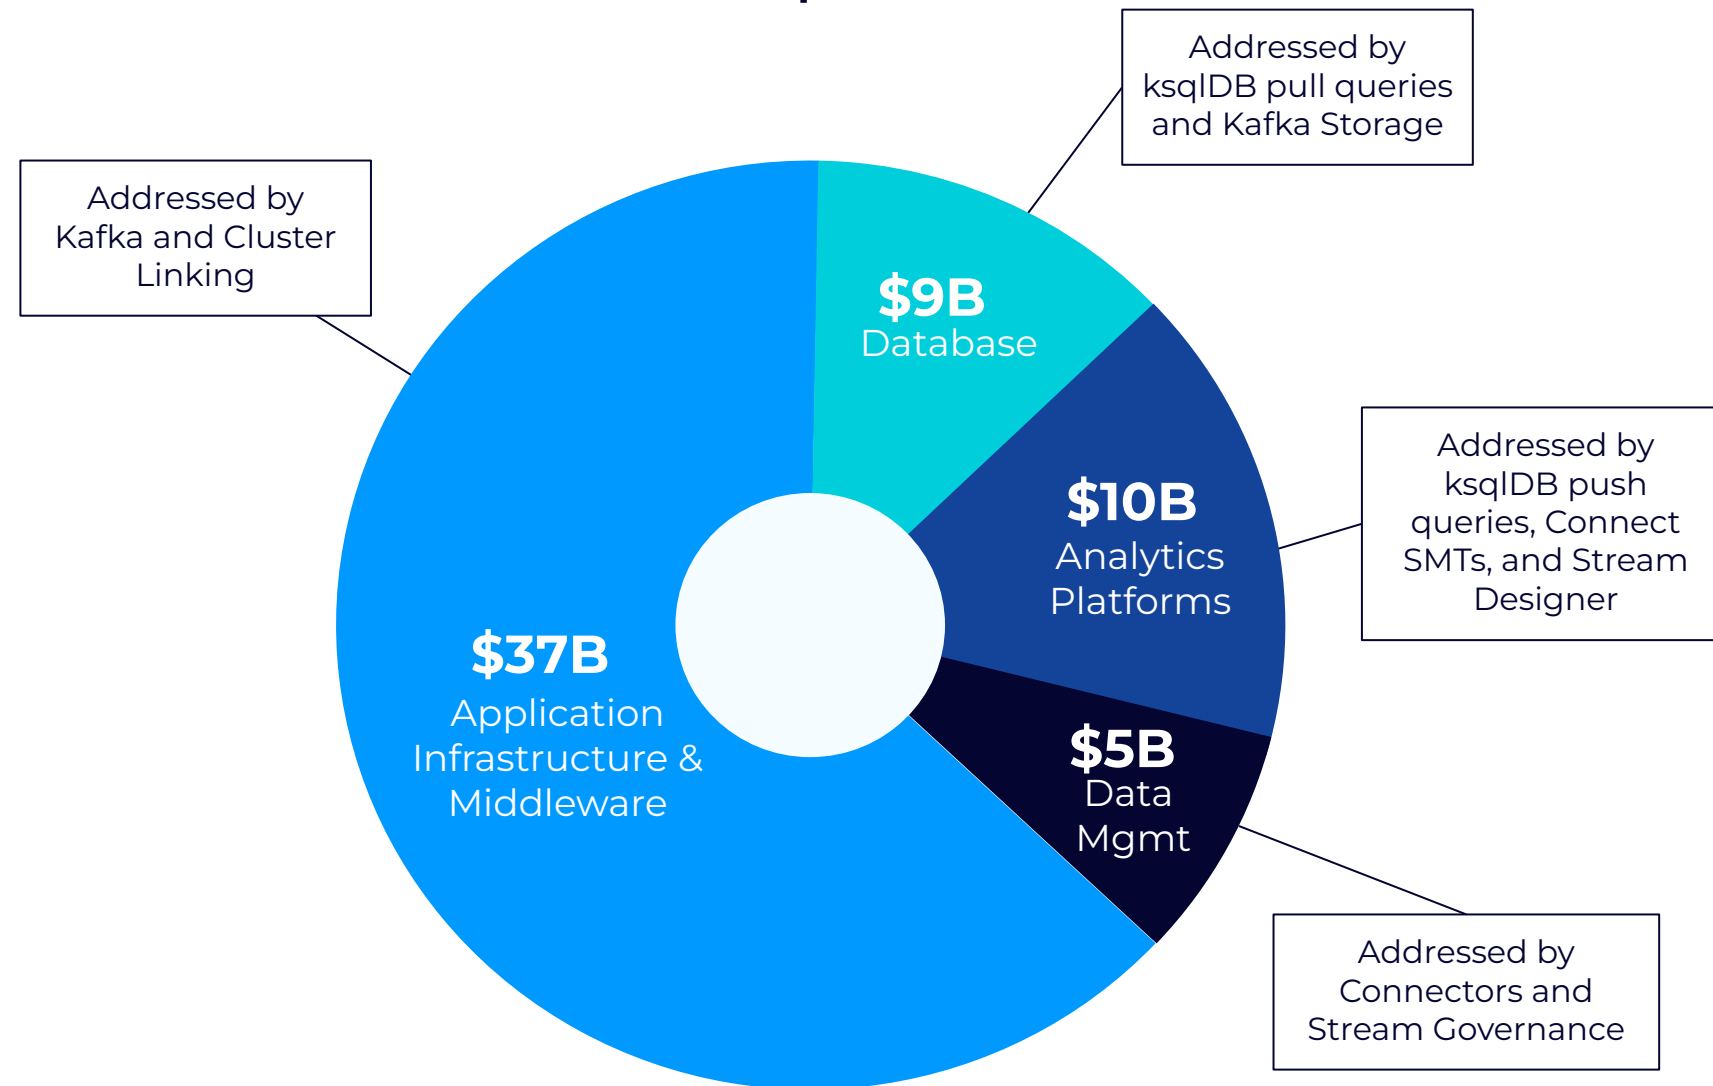 Addressed by
ksqlDB pull queries
and Kafka Storage
Addressed by
Kafka and Cluster
Linking
$9B
Database
Addressed by
ksqlDB push
queries, Connect
SMTs, and Stream
Designer
$10B
Analytics
Platforms
$37B
Application
Infrastructure &
Middleware
$5B
Data
Mgmt
Addressed by
Connectors and
Stream Governance